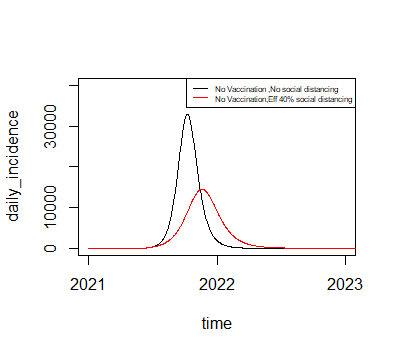 No Vaccination ,No social distancing
No Vaccination,Eff 40% social distancing
daily_incidence
30000
10000
0
2021
2022
2023
time